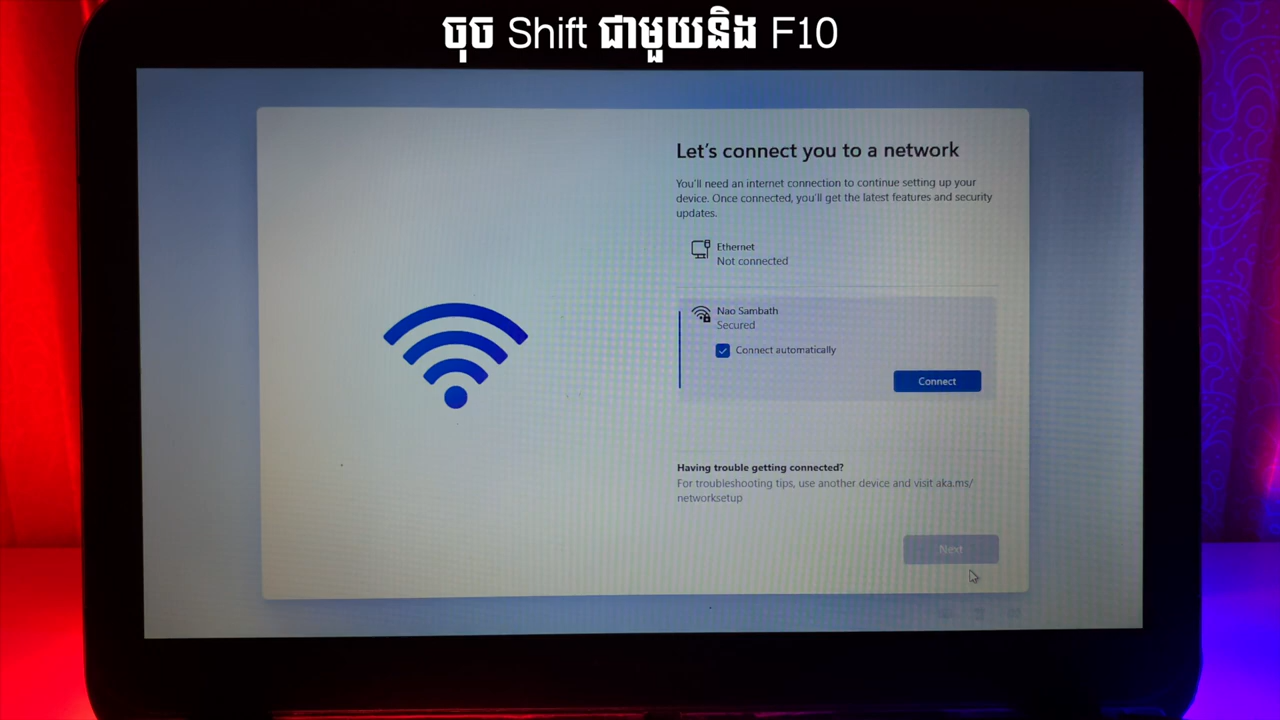 ចុច Shift ជាមួយនិង F10
Let's connect you to a network
You'll need an internet connection to continue setting up your
device. Once connected, you'll get the latest features and security
updates.
Ethernet
Not connected
Nao Sambath
Secured
Connect automatically
Connect
Having trouble getting connected?
For troubleshooting tips, use another device and visit aka.ms/
networksetup
Next